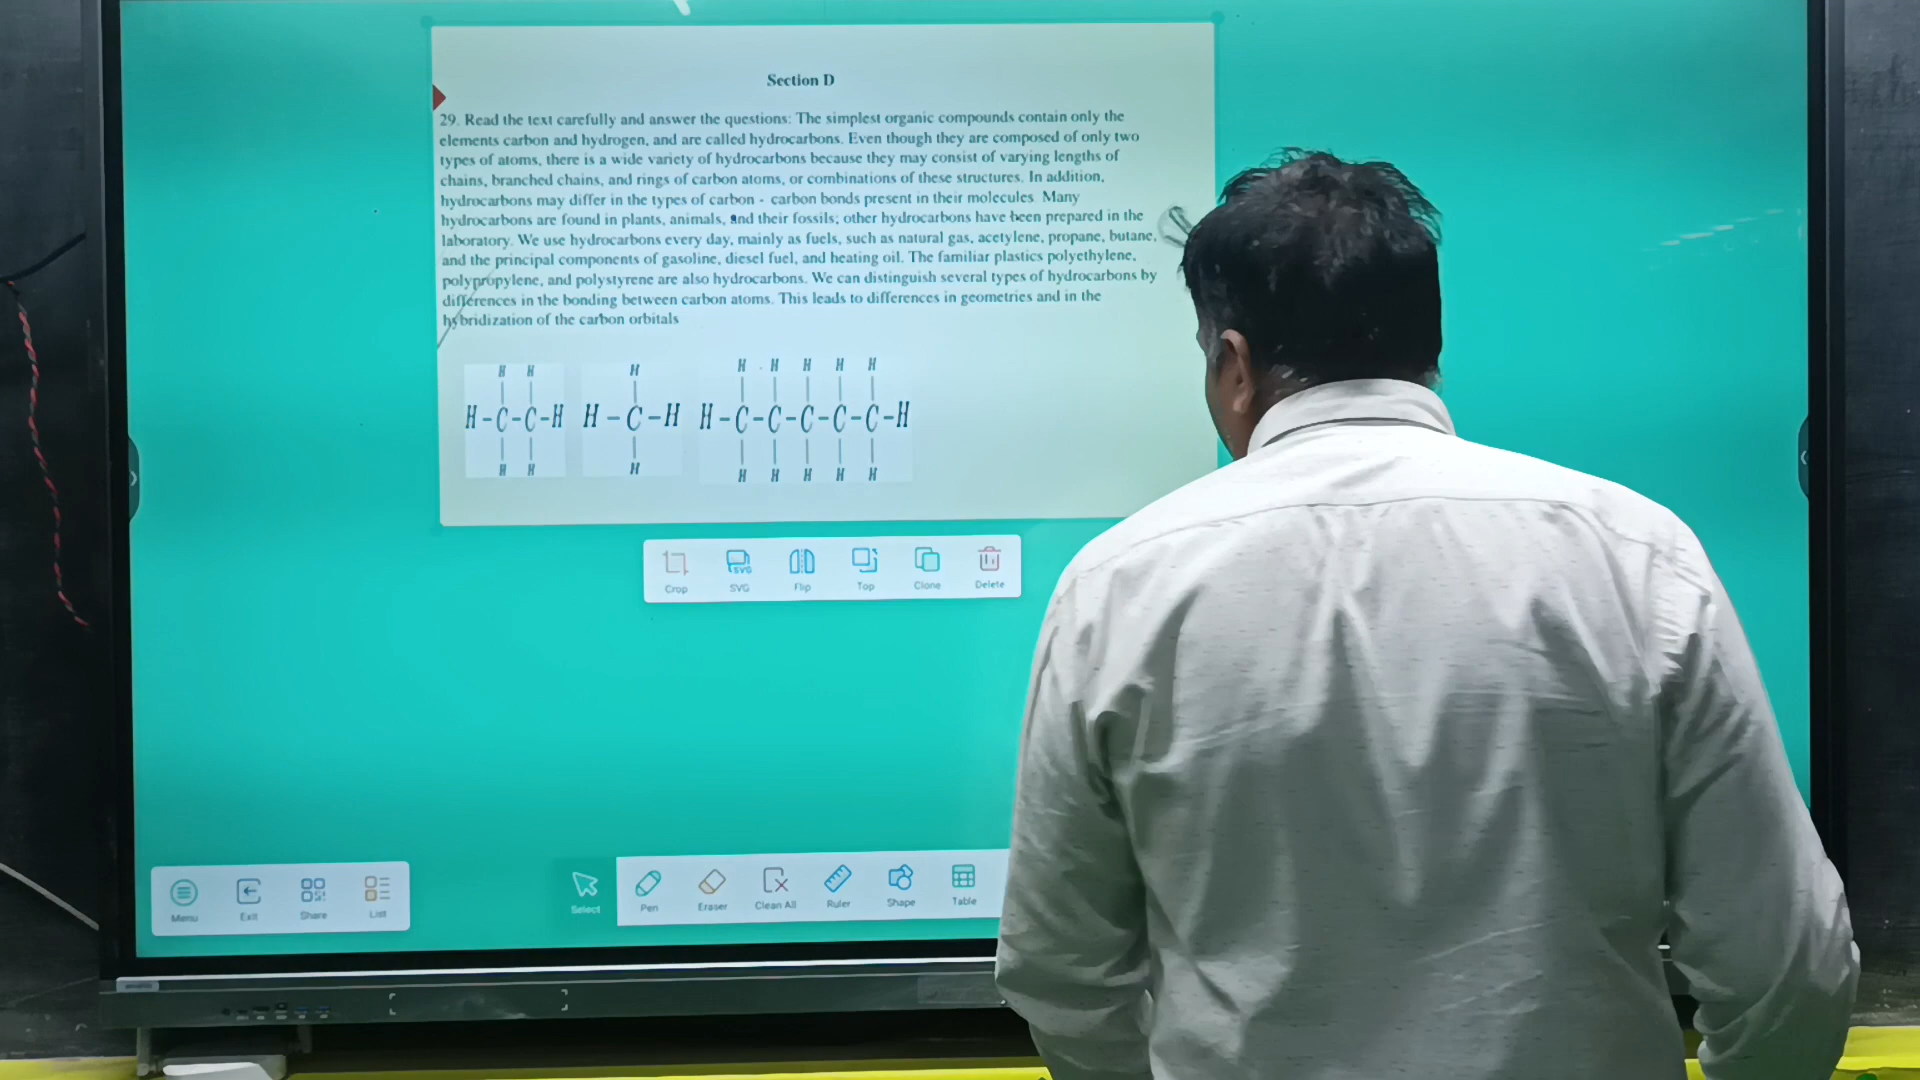 Section D
29. Read the text carefully and answer the questions: The simplest organic compounds contain only the
elements carbon and hydrogen, and are called hydrocarbons. Even though they are composed of only two
types of atoms, there is a wide variety of hydrocarbons because they may consist of varying lengths of
chains, branched chains, and rings of carbon atoms, or combinations of these structures. In addition,
hydrocarbons may differ in the types of carbon - carbon bonds present in their molecules. Many
hydrocarbons are found in plants, animals, and their fossils; other hydrocarbons have been prepared in the
laboratory. We use hydrocarbons every day, mainly as fuels, such as natural gas, acetylene, propane, butane,
and the principal components of gasoline, diesel fuel, and heating oil. The familiar plastics polyethylene,
polypropylene, and polystyrene are also hydrocarbons. We can distinguish several types of hydrocarbons by
differences in the bonding between carbon atoms. This leads to differences in geometries and in the
hybridization of the carbon orbitals
H H H H H H H H
H-C-C-H H-C-H H-C-C-C-C-C-H
H H H H H H H H
Crop SVG Flip Top Clone Delete
Menu Exit Share List Select Pen Eraser Clean All Ruler Shape Table